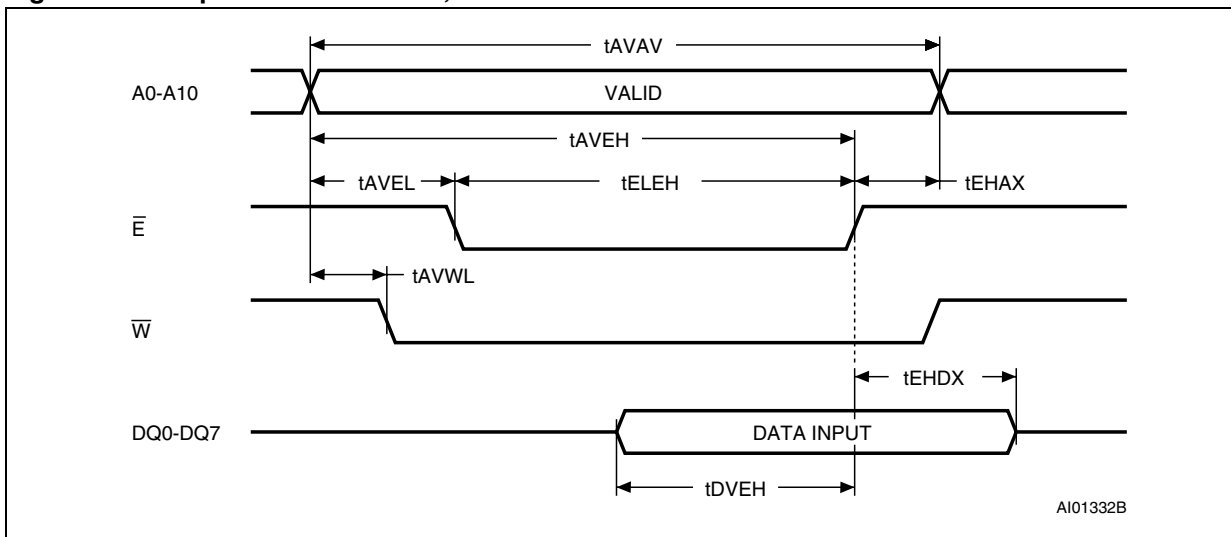 tAVAV
A0-A10
VALID
tAVEH
tAVEL
tELEH
tEHAX
E̅
tAVWL
W̅
tEHDX
DQ0-DQ7
DATA INPUT
tDVEH
AI01332B